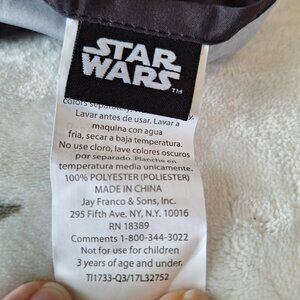 STAR
WARS
TM
colors separately.
Lavar antes de usar. Lavar a
maquina con agua
fria, secar a baja temperatura.
No use cloro, lave colores oscuros
por separado. Planche en
temperatura media unicamente.
100% POLYESTER (POLIESTER)
MADE IN CHINA
Jay Franco & Sons, Inc.
295 Fifth Ave. NY, N.Y. 10016
RN 18389
Comments 1-800-344-3022
Not for use for children
3 years of age and under.
TI1733-Q3/17L32752